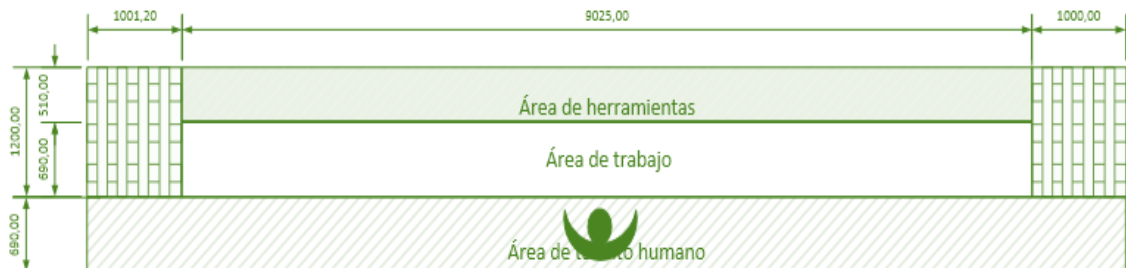 1001,20
9025,00
1000,00
510,00
1200,00
690,00
Área de herramientas
Área de trabajo
690,00
Área de humano